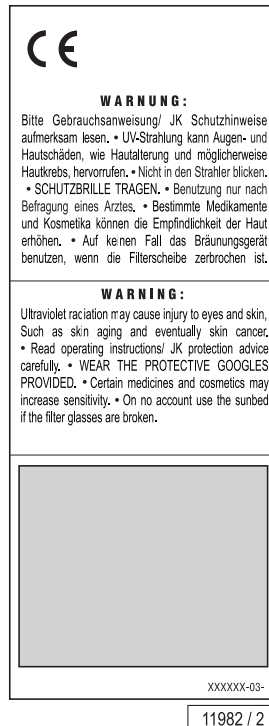 CE
WARNUNG:
Bitte Gebrauchsanweisung/ JK Schutzhinweise
aufmerksam lesen. • UV-Strahlung kann Augen- und
Hautschäden, wie Hautalterung und möglicherweise
Hautkrebs, hervorrufen. • Nicht in den Strahler blicken.
• SCHUTZBRILLE TRAGEN. • Benutzung nur nach
Befragung eines Arztes. • Bestimmte Medikamente
und Kosmetika können die Empfindlichkeit der Haut
erhöhen. • Auf keinen Fall das Bräunungsgerät
benutzen, wenn die Filterscheibe zerbrochen ist.
WARNING:
Ultraviolet raciation may cause injury to eyes and skin,
Such as skin aging and eventually skin cancer.
• Read operating instructions/ JK protection advice
carefully. • WEAR THE PROTECTIVE GOOGLES
PROVIDED. • Certain medicines and cosmetics may
increase sensitivity. • On no account use the sunbed
if the filter glasses are broken.
XXXXXX-03-
11982 / 2